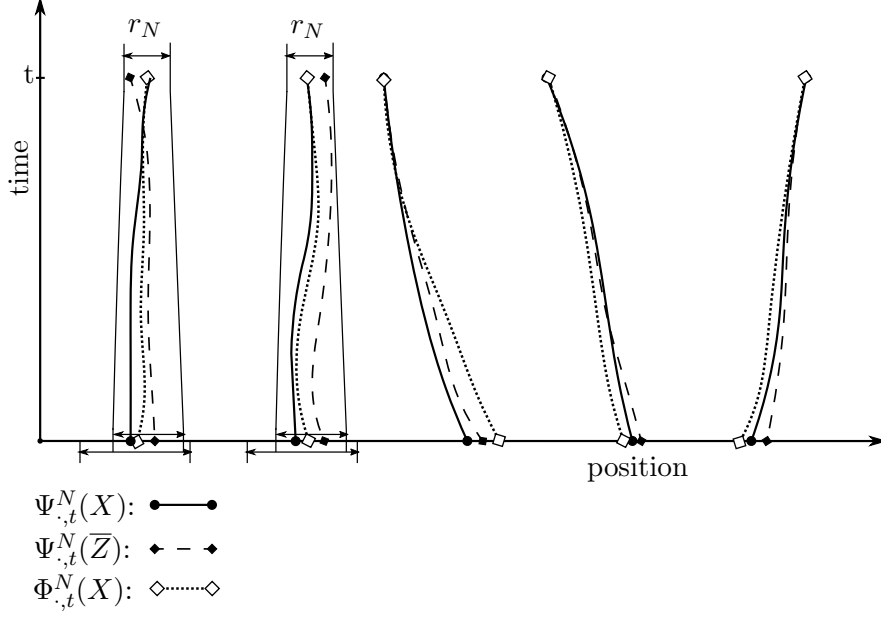 r_N r_N
t
time
position
Ψ^N_{·,t}(X):
Ψ^N_{·,t}(\overline{Z}):
Φ^N_{·,t}(X):